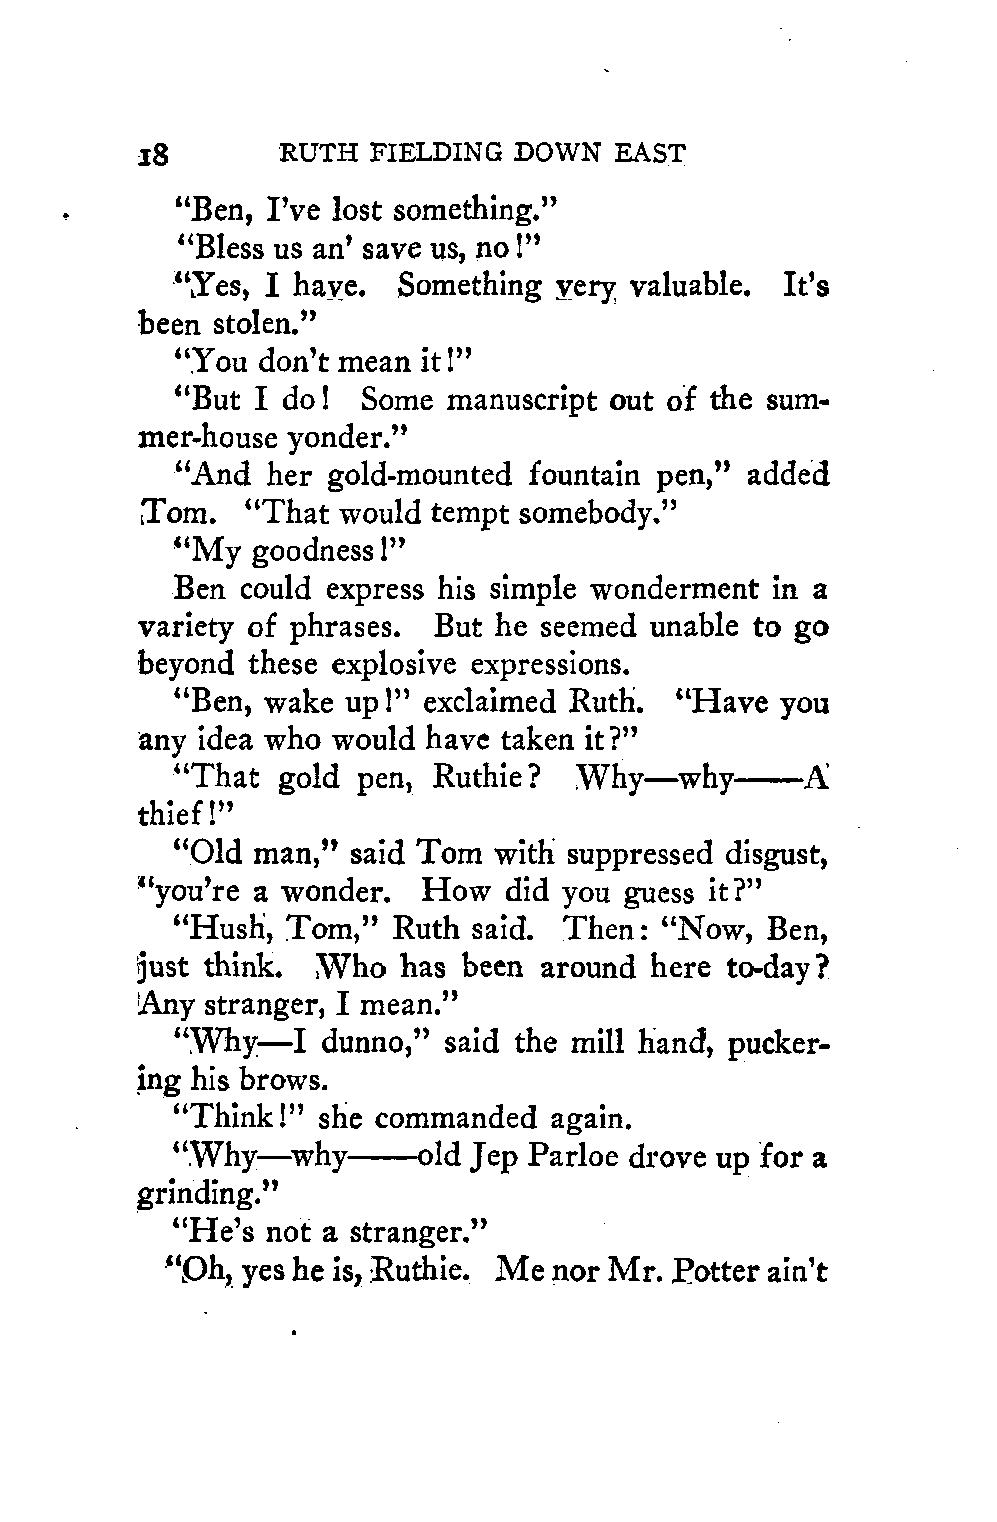 18 RUTH FIELDING DOWN EAST
“Ben, I’ve lost something.”
“Bless us an’ save us, no!”
“Yes, I have. Something very valuable. It’s
been stolen.”
“You don’t mean it!”
“But I do! Some manuscript out of the sum-
mer-house yonder.”
“And her gold-mounted fountain pen,” added
Tom. “That would tempt somebody.”
“My goodness!”
Ben could express his simple wonderment in a
variety of phrases. But he seemed unable to go
beyond these explosive expressions.
“Ben, wake up!” exclaimed Ruth. “Have you
any idea who would have taken it?”
“That gold pen, Ruthie? Why—why——A
thief!”
“Old man,” said Tom with suppressed disgust,
“you’re a wonder. How did you guess it?”
“Hush, Tom,” Ruth said. Then: “Now, Ben,
just think. Who has been around here to-day?
Any stranger, I mean.”
“Why—I dunno,” said the mill hand, pucker-
ing his brows.
“Think!” she commanded again.
“Why—why——old Jep Parloe drove up for a
grinding.”
“He’s not a stranger.”
“Oh, yes he is, Ruthie. Me nor Mr. Potter ain’t